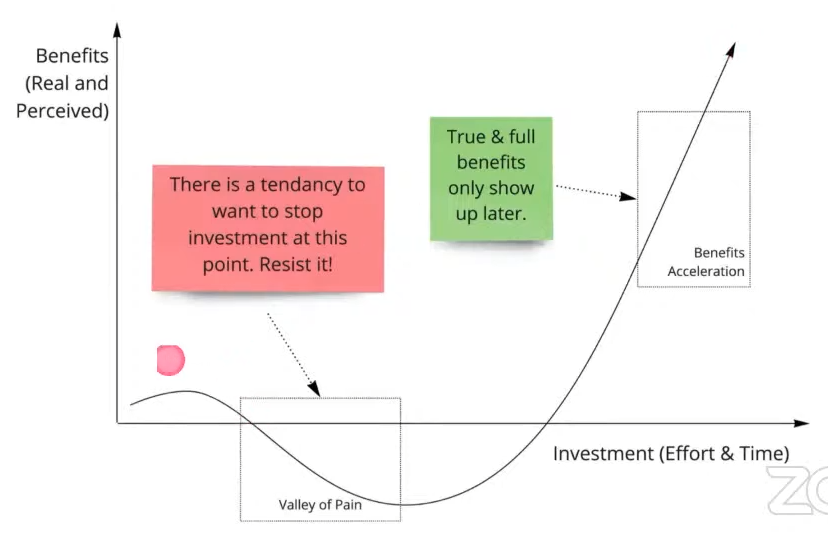 Benefits
(Real and
Perceived)
There is a tendancy to
want to stop
investment at this
point. Resist it!
True & full
benefits
only show
up later.
Benefits
Acceleration
Valley of Pain
Investment (Effort & Time)